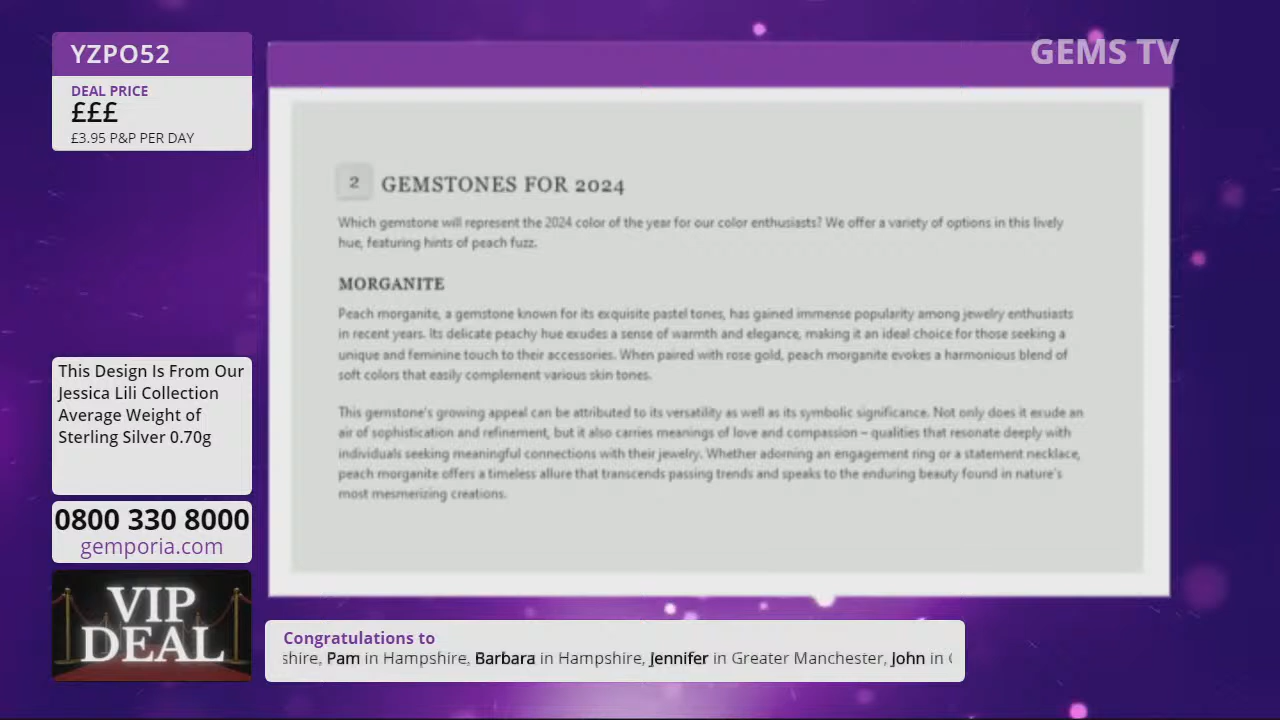 YZPO52
DEAL PRICE
£££
£3.95 P&P PER DAY
GEMS TV
2 GEMSTONES FOR 2024
Which gemstone will represent the 2024 color of the year for our color enthusiasts? We offer a variety of options in this lively
hue, featuring hints of peach fuzz.
MORGANITE
Peach morganite, a gemstone known for its exquisite pastel tones, has gained immense popularity among jewelry enthusiasts
in recent years. Its delicate peachy hue exudes a sense of warmth and elegance, making it an ideal choice for those seeking a
unique and feminine touch to their accessories. When paired with rose gold, peach morganite evokes a harmonious blend of
soft colors that easily complement various skin tones.
This gemstone's growing appeal can be attributed to its versatility as well as its symbolic significance. Not only does it exude an
air of sophistication and refinement, but it also carries meanings of love and compassion – qualities that resonate deeply with
individuals seeking meaningful connections with their jewelry. Whether adorning an engagement ring or a statement necklace,
peach morganite offers a timeless allure that transcends passing trends and speaks to the enduring beauty found in nature's
most mesmerizing creations.
This Design Is From Our
Jessica Lili Collection
Average Weight of
Sterling Silver 0.70g
0800 330 8000
gemporia.com
VIP
DEAL
Congratulations to
shire, Pam in Hampshire, Barbara in Hampshire, Jennifer in Greater Manchester, John in